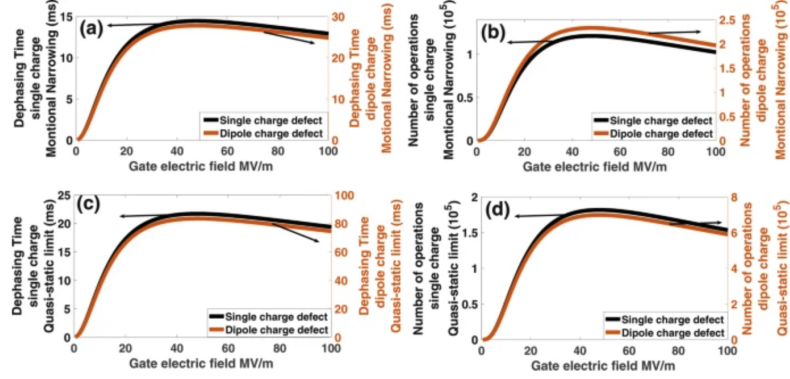 (a)
Dephasing Time
single charge
Montional Narrowing (ms)
15
10
5
0
30
20
10
0
Dephasing Time
dipole charge
Motional Narrowing (ms)
Single charge defect
Dipole charge defect
0 20 40 60 80 100
Gate electric field MV/m
(b)
Number of operations
single charge
Montional Narrowing (10^5)
1
0.5
0
2.5
2
1.5
1
0.5
0
Number of operations
dipole charge
Montional Narrowing (10^5)
Single charge defect
Dipole charge defect
0 20 40 60 80 100
Gate electric field MV/m
(c)
Dephasing Time
single charge
Quasi-static limit (ms)
25
20
15
10
5
0
100
80
60
40
20
0
Dephasing Time
dipole charge
Quasi-static limit (ms)
Single charge defect
Dipole charge defect
0 20 40 60 80 100
Gate electric field MV/m
(d)
Number of operations
single charge
Quasi-static limit (10^5)
2
1.5
1
0.5
0
8
6
4
2
0
Number of operations
dipole charge
Quasi-static limit (10^5)
Single charge defect
Dipole charge defect
0 20 40 60 80 100
Gate electric field MV/m